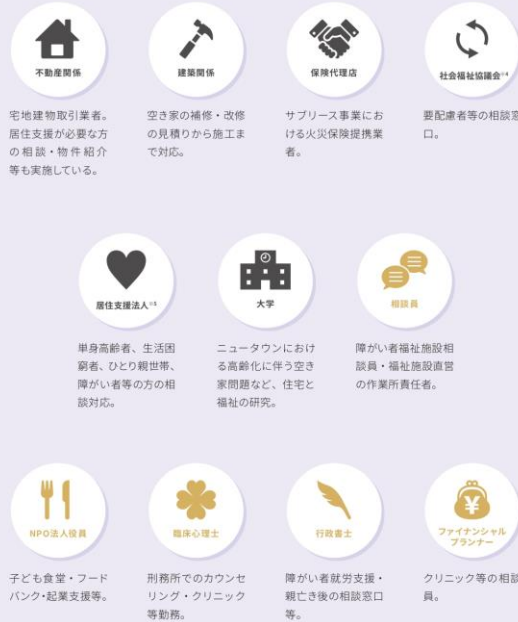 不動産関係
建築関係
保険代理店
社会福祉協議会※4
宅地建物取引業者。
居住支援が必要な方
の相談・物件紹介
等も実施している。
空き家の補修・改修
の見積りから施工ま
で対応。
サブリース事業にお
ける火災保険提携業
者。
要配慮者等の相談窓
口。
居住支援法人※5
大学
相談員
単身高齢者、生活困
窮者、ひとり親世帯、
障がい者等の方の相
談対応。
ニュータウンにおけ
る高齢化に伴う空き
家問題など、住宅と
福祉の研究。
障がい者福祉施設相
談員・福祉施設直営
の作業所責任者。
NPO法人役員
臨床心理士
行政書士
ファイナンシャル
プランナー
子ども食堂・フード
バンク・起業支援等。
刑務所でのカウンセ
リング・クリニック
等勤務。
障がい者就労支援・
親亡き後の相談窓口
等。
クリニック等の相談
員。